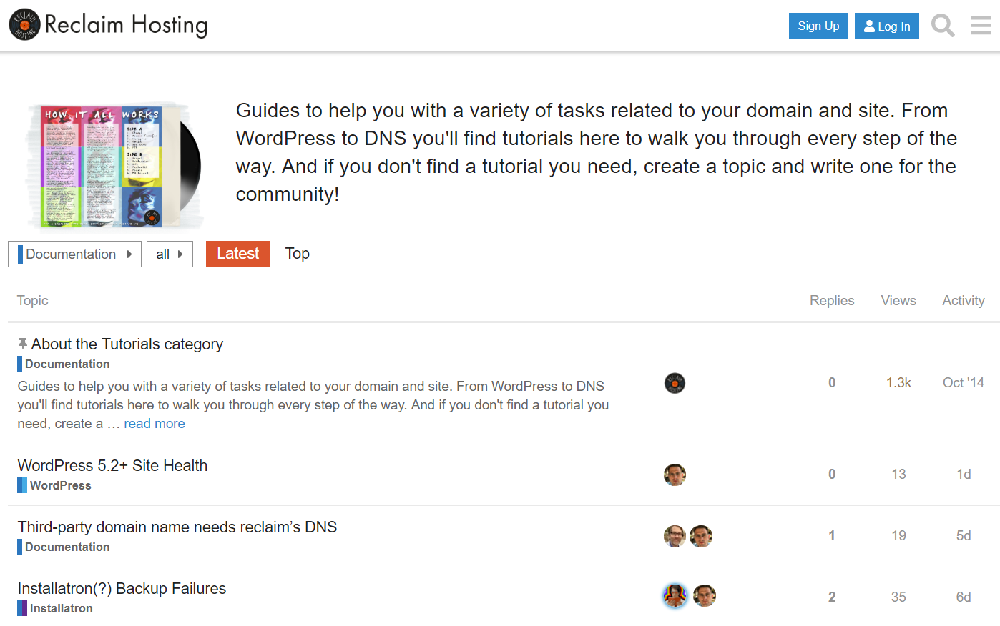 Reclaim Hosting
Sign Up
Log In
HOW IT ALL WORKS
SIDE A
SIDE B
Guides to help you with a variety of tasks related to your domain and site. From
WordPress to DNS you'll find tutorials here to walk you through every step of the
way. And if you don't find a tutorial you need, create a topic and write one for the
community!
Documentation
all
Latest
Top
Topic
Replies
Views
Activity
About the Tutorials category
Documentation
Guides to help you with a variety of tasks related to your domain and site. From WordPress to DNS
you'll find tutorials here to walk you through every step of the way. And if you don't find a tutorial you
need, create a … read more
0
1.3k
Oct '14
WordPress 5.2+ Site Health
WordPress
0
13
1d
Third-party domain name needs reclaim’s DNS
Documentation
1
19
5d
Installatron(?) Backup Failures
Installatron
2
35
6d